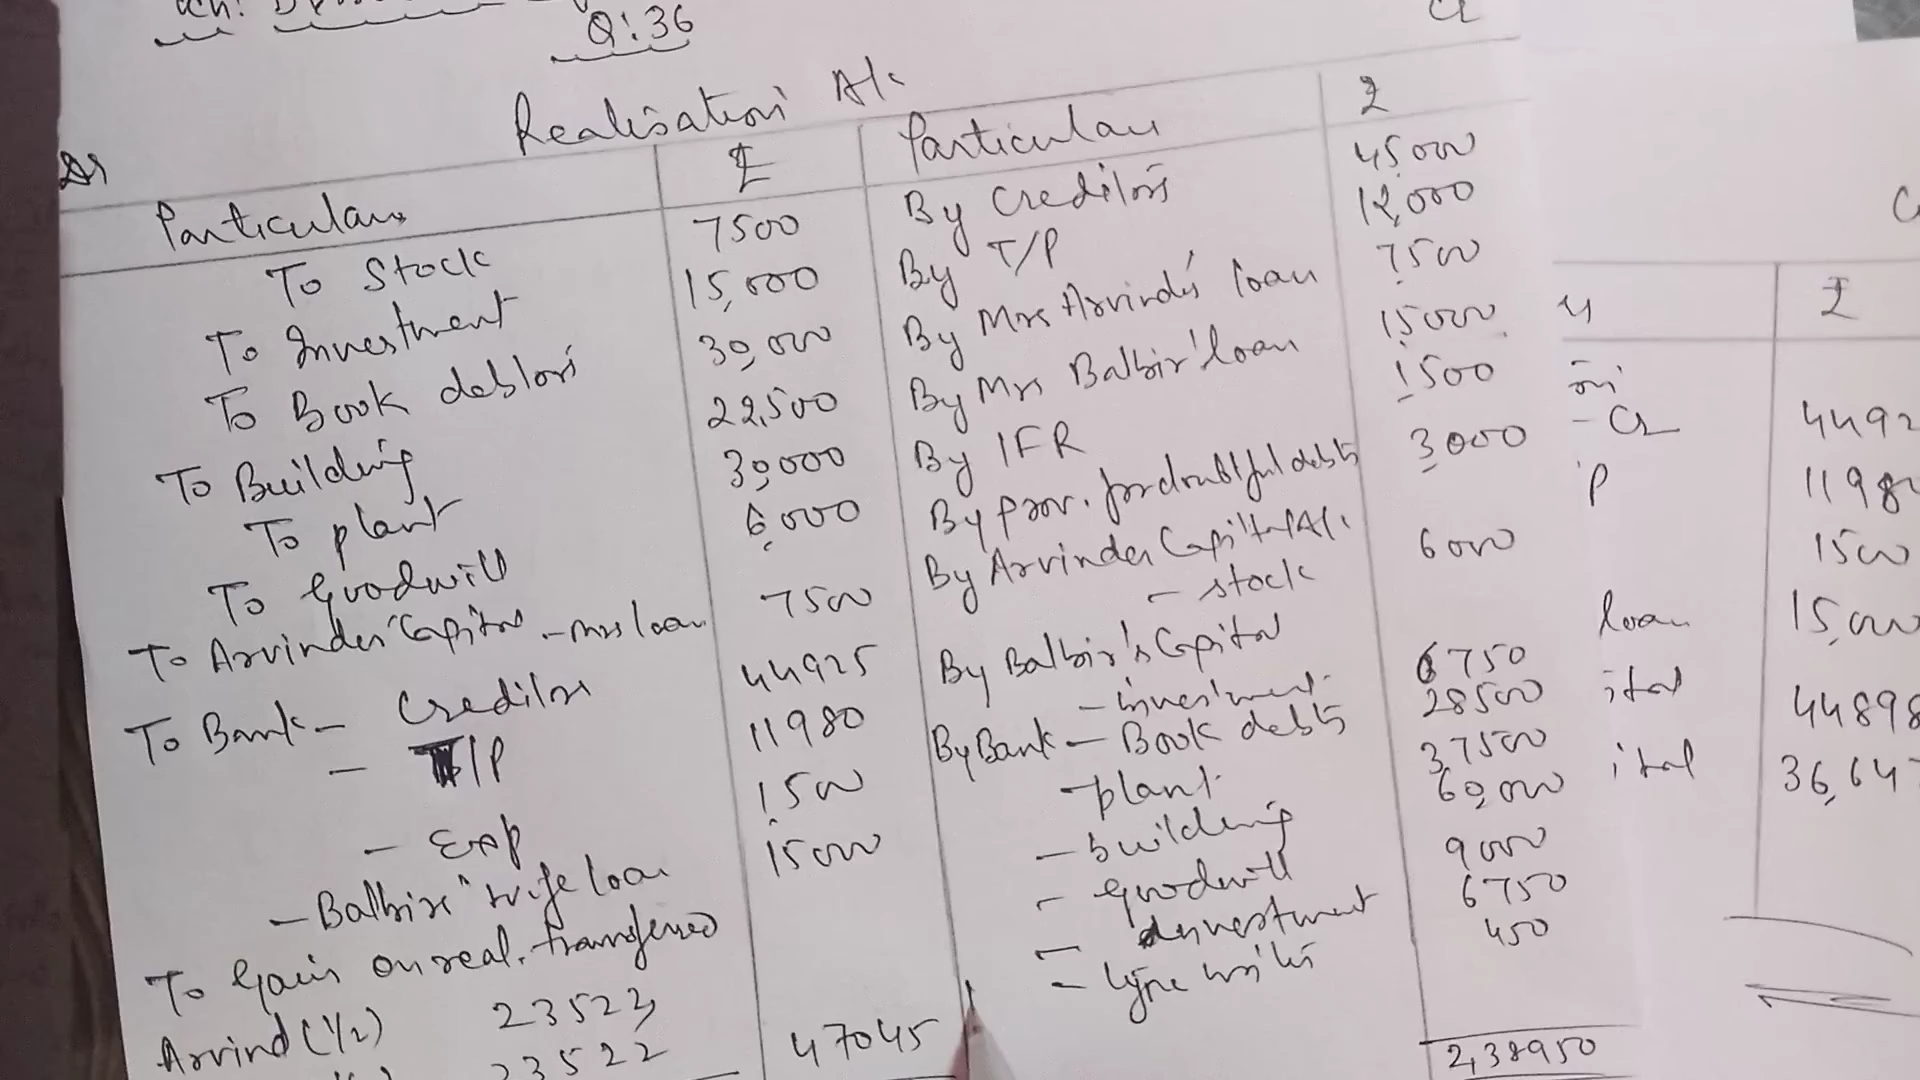 Q:36
Realisation A/c
Dr
Particulars
₹
Particulars
₹
To Stock
7500
To Investment
15,000
To Book debtors
30,000
To Building
22,500
To plant
30,000
To Goodwill
6,000
To Arvinder Capital - Mrs loan
7500
To Bank - Creditors
44925
- T/P
11980
- Exp
1500
- Balbir's wife loan
15000
To Gain on real. transferred
Arvind (1/2) 23523
23522
47045
By Creditors
45000
By T/P
12,000
By Mrs Arvind's loan
7500
By Mrs Balbir' loan
15000
By IFR
1500
By prov. for doubtful debts
3000
By Arvinder Capital A/c
- stock
6000
By Balbir's Capital
- investment
6750
By Bank - Book debts
28500
- plant
37500
- building
60,000
- goodwill
9000
- Investment
6750
- type writer
450
2,38950
₹
4492
1198
1500
loan
15,000
ital
44898
ital
36,647